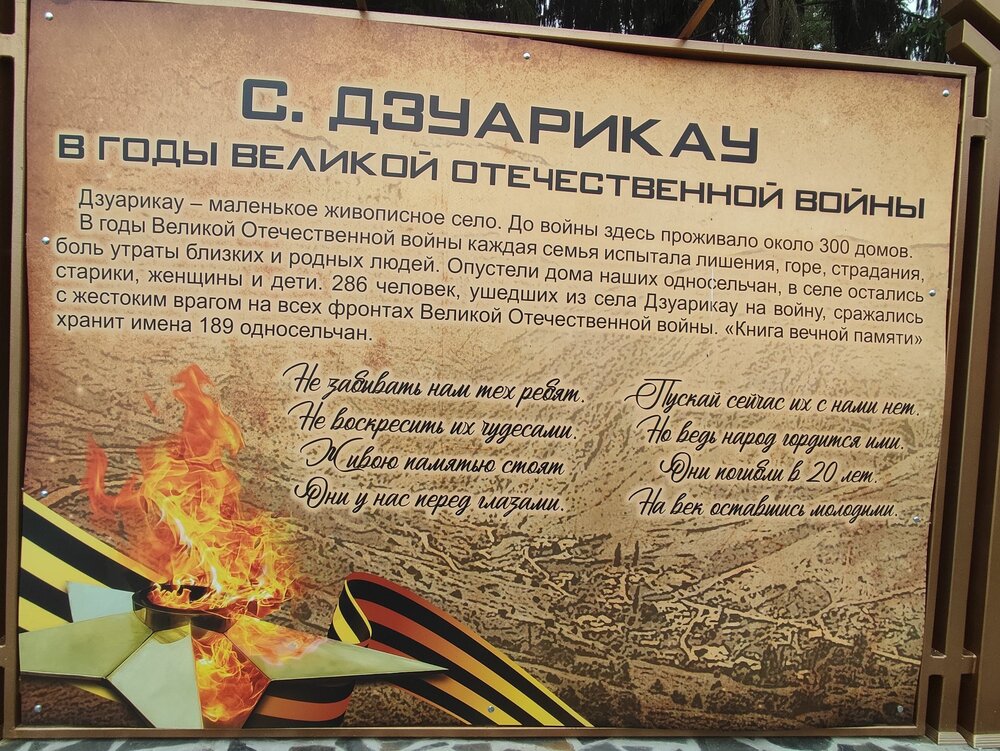 С. ДЗУАРИКАУ
В ГОДЫ ВЕЛИКОЙ ОТЕЧЕСТВЕННОЙ ВОЙНЫ
Дзуарикау – маленькое живописное село. До войны здесь проживало около 300 домов.
В годы Великой Отечественной войны каждая семья испытала лишения, горе, страдания,
боль утраты близких и родных людей. Опустели дома наших односельчан, в селе остались
старики, женщины и дети. 286 человек, ушедших из села Дзуарикау на войну, сражались
с жестоким врагом на всех фронтах Великой Отечественной войны. «Книга вечной памяти»
хранит имена 189 односельчан.
Не забивать нам тех ребят.
Не воскресить их чудесами.
Живою памятью стоят
Они у нас перед глазами.
Пускай сейчас их с нами нет.
Но ведь народ гордится ими.
Они погибли в 20 лет.
На век оставшись молодыми.